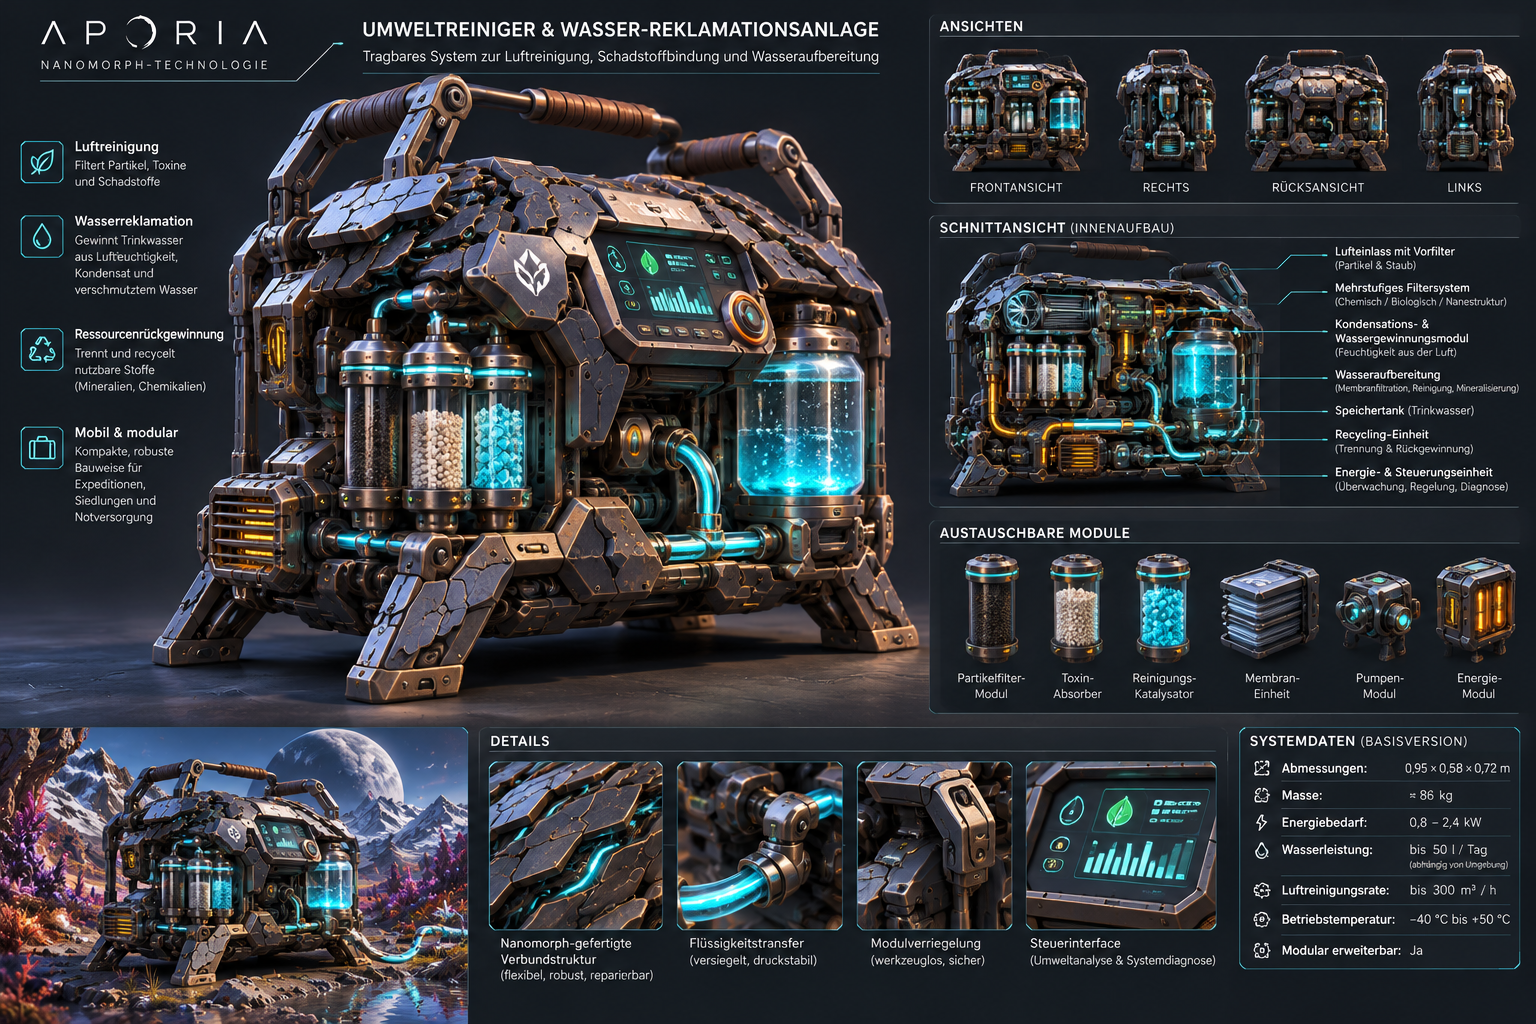 APORIA
NANOMORPH-TECHNOLOGIE
UMWELTREINIGER & WASSER-REKLAMATIONSANLAGE
Tragbares System zur Luftreinigung, Schadstoffbindung und Wasseraufbereitung
Luftreinigung
Filtert Partikel, Toxine
und Schadstoffe
Wasserreklamation
Gewinnt Trinkwasser
aus Luftfeuchtigkeit,
Kondensat und
verschmutztem Wasser
Ressourcenrückgewinnung
Trennt und recycelt
nutzbare Stoffe
(Mineralien, Chemikalien)
Mobil & modular
Kompakte, robuste
Bauweise für
Expeditionen,
Siedlungen und
Notversorgung
ANSICHTEN
FRONTANSICHT
RECHTS
RÜCKSANSICHT
LINKS
SCHNITTANSICHT (INNENAUFBAU)
Lufteinlass mit Vorfilter
(Partikel & Staub)
Mehrstufiges Filtersystem
(Chemisch / Biologisch / Nanestruktur)
Kondensations- &
Wassergewinnungsmodul
(Feuchtigkeit aus der Luft)
Wasseraufbereitung
(Membranfiltration, Reinigung, Mineralisierung)
Speichertank (Trinkwasser)
Recycling-Einheit
(Trennung & Rückgewinnung)
Energie- & Steuerungseinheit
(Überwachung, Regelung, Diagnose)
AUSTAUSCHBARE MODULE
Partikelfilter-
Modul
Toxin-
Absorber
Reinigungs-
Katalysator
Membran-
Einheit
Pumpen-
Modul
Energie-
Modul
DETAILS
Nanomorph-gefertigte
Verbundstruktur
(flexibel, robust, reparierbar)
Flüssigkeitstransfer
(versiegelt, druckstabil)
Modulverriegelung
(werkzeuglos, sicher)
Steuerinterface
(Umweltanalyse & Systemdiagnose)
SYSTEMDATEN (BASISVERSION)
Abmessungen: 0,95 × 0,58 × 0,72 m
Masse: ≈ 86 kg
Energiebedarf: 0,8 – 2,4 kW
Wasserleistung: bis 50 l / Tag
(abhängig von Umgebung)
Luftreinigungsrate: bis 300 m³ / h
Betriebstemperatur: −40 °C bis +50 °C
Modular erweiterbar: Ja